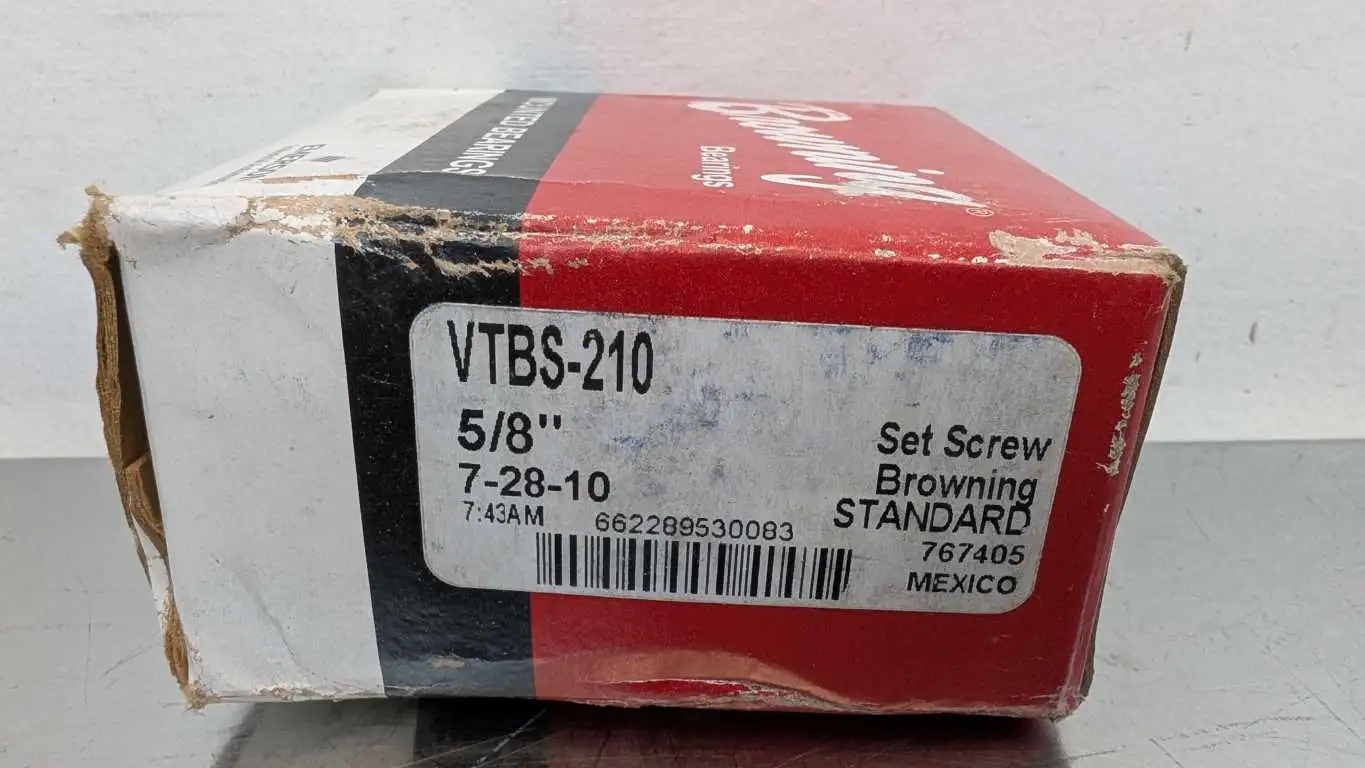 Browning®
Bearings
MOUNTED BEARINGS
EMERSON
VTBS-210
5/8"
7-28-10
7:43AM
662289530083
Set Screw
Browning
STANDARD
767405
MEXICO